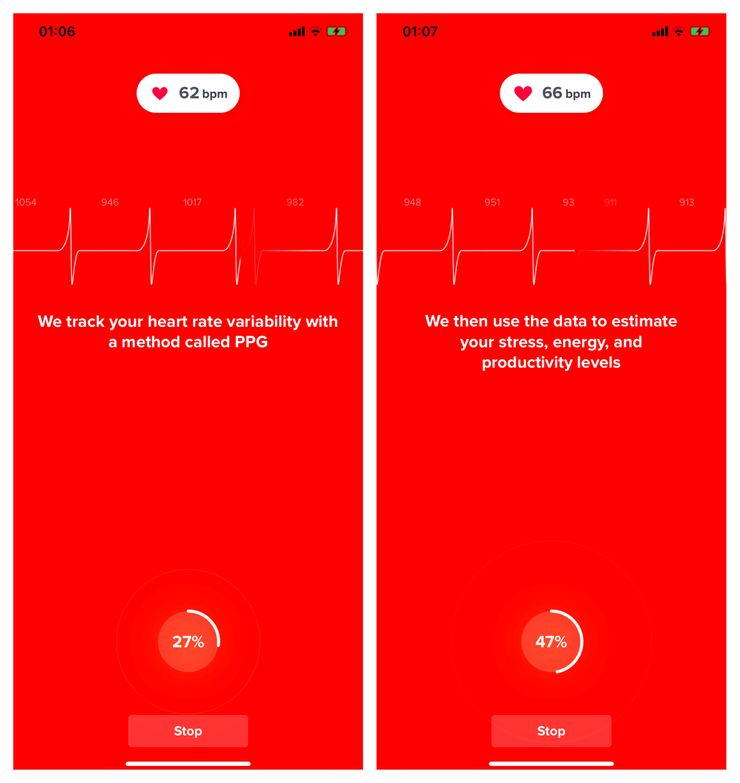 01:06
62 bpm
1054 946 1017 982
We track your heart rate variability with
a method called PPG
27%
Stop
01:07
66 bpm
948 951 93 911 913
We then use the data to estimate
your stress, energy, and
productivity levels
47%
Stop